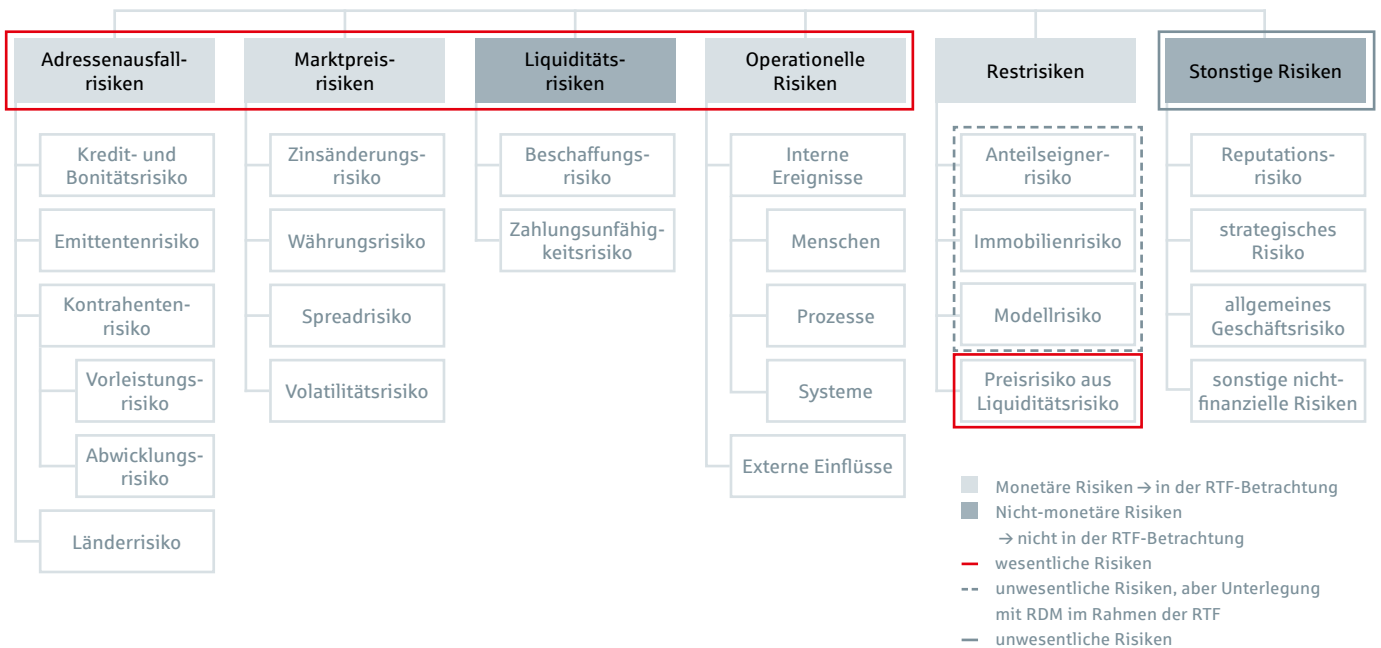 Adressenausfall-
risiken
Marktpreis-
risiken
Liquiditäts-
risiken
Operationelle
Risiken
Restrisiken
Stonstige Risiken
Kredit- und
Bonitätsrisiko
Emittentenrisiko
Kontrahenten-
risiko
Vorleistungs-
risiko
Abwicklungs-
risiko
Länderrisiko
Zinsänderungs-
risiko
Währungsrisiko
Spreadrisiko
Volatilitätsrisiko
Beschaffungs-
risiko
Zahlungsunfähig-
keitsrisiko
Interne
Ereignisse
Menschen
Prozesse
Systeme
Externe Einflüsse
Anteilseigner-
risiko
Immobilienrisiko
Modellrisiko
Preisrisiko aus
Liquiditätsrisiko
Reputations-
risiko
strategisches
Risiko
allgemeines
Geschäftsrisiko
sonstige nicht-
finanzielle Risiken
Monetäre Risiken → in der RTF-Betrachtung
Nicht-monetäre Risiken
→ nicht in der RTF-Betrachtung
wesentliche Risiken
unwesentliche Risiken, aber Unterlegung
mit RDM im Rahmen der RTF
unwesentliche Risiken